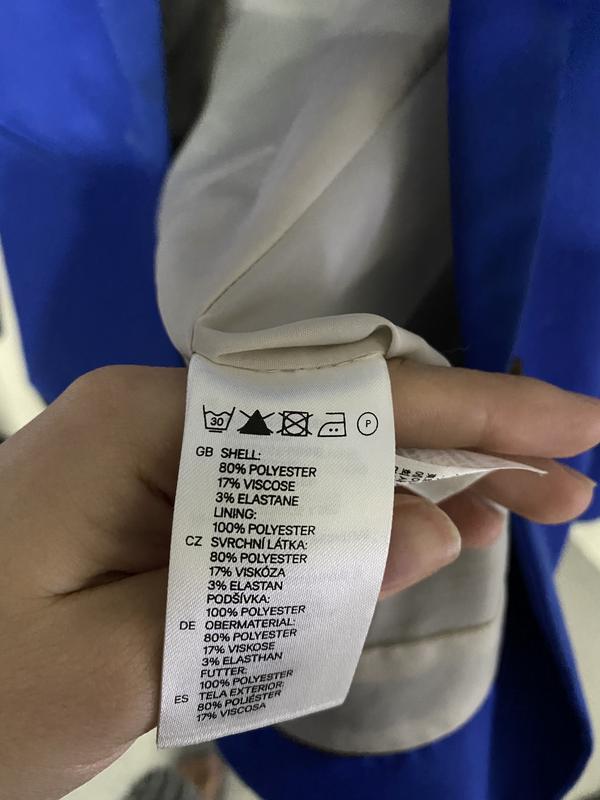 30
P
GB SHELL:
80% POLYESTER
17% VISCOSE
3% ELASTANE
LINING:
100% POLYESTER
CZ SVRCHNÍ LÁTKA:
80% POLYESTER
17% VISKÓZA
3% ELASTAN
PODŠÍVKA:
100% POLYESTER
DE OBERMATERIAL:
80% POLYESTER
17% VISKOSE
3% ELASTHAN
FUTTER:
100% POLYESTER
ES TELA EXTERIOR:
80% POLIÉSTER
17% VISCOSA